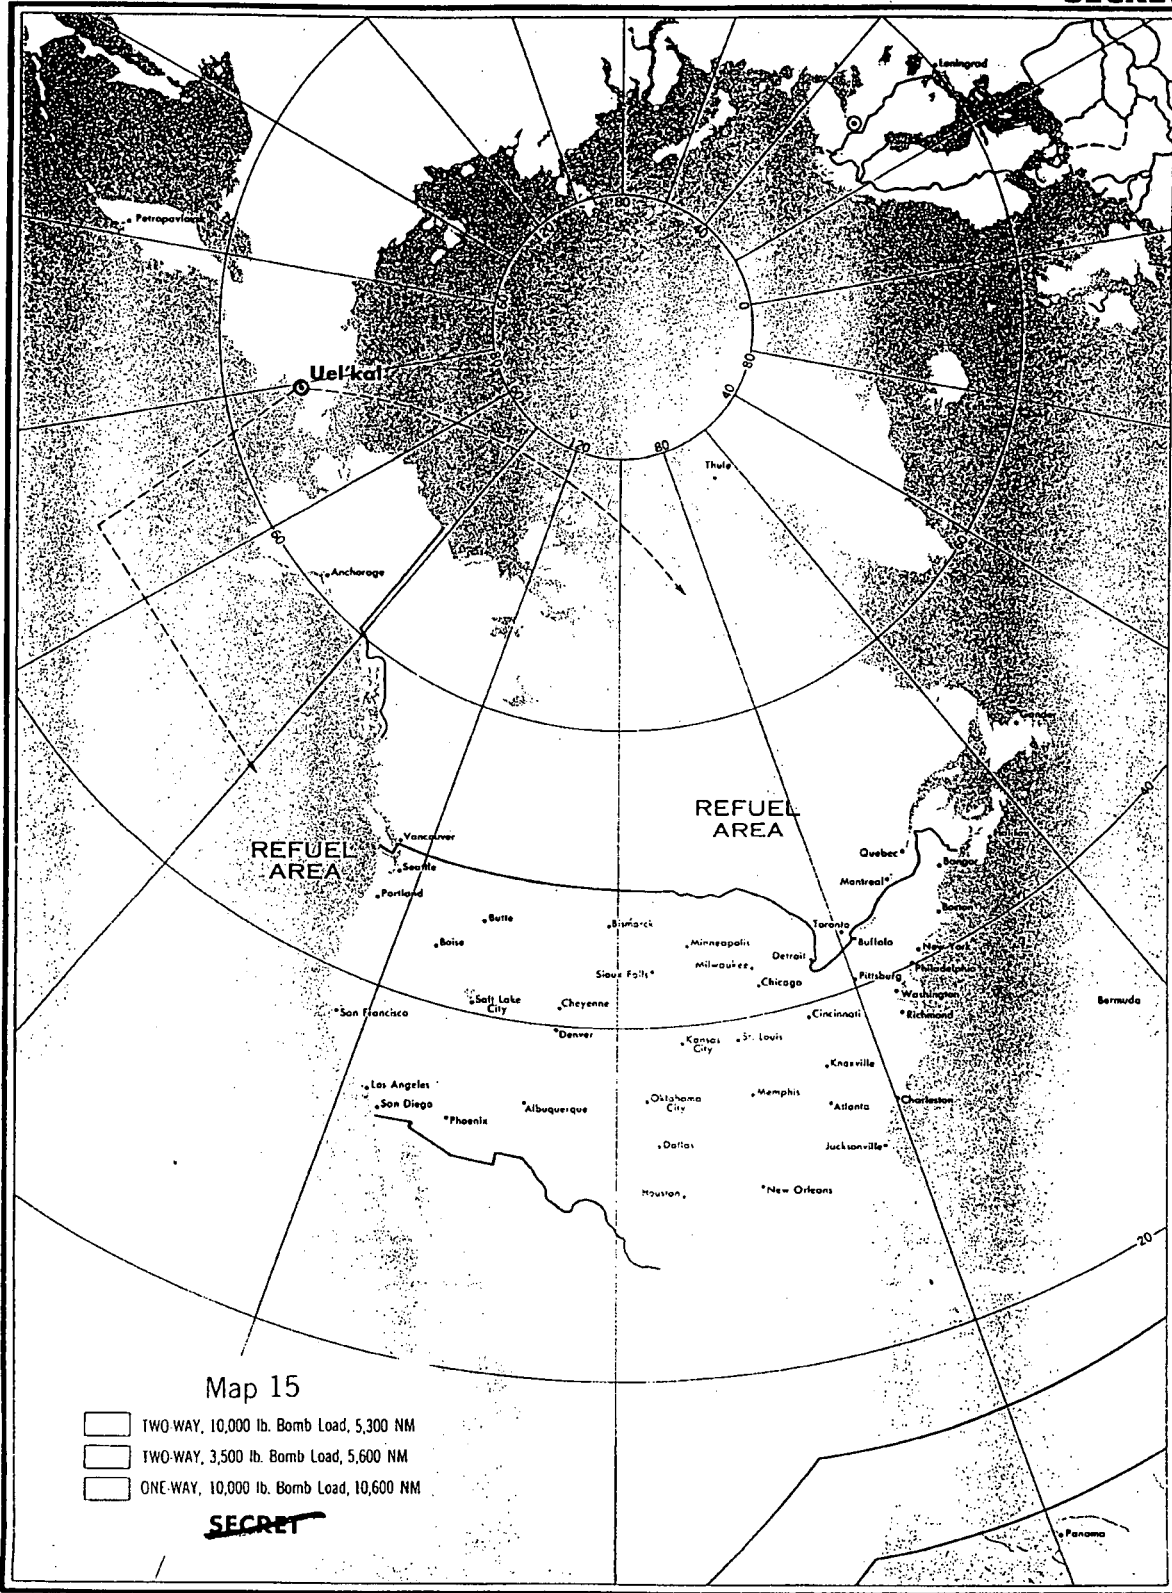 Leningrad
Petropavlovsk
180
Uel'kal
0
80
40
120
80
Thule
60
Anchorage
Gander
REFUEL
AREA
40
REFUEL
AREA
Vancouver
Seattle
Portland
Quebec
Montreal
Bangor
Boston
Butte
Boise
Bismarck
Minneapolis
Milwaukee
Sioux Falls
Chicago
Detroit
Toronto
Buffalo
New York
Philadelphia
Pittsburg
Washington
Richmond
Bermuda
Salt Lake
City
Cheyenne
San Francisco
Denver
Kansas
City
St. Louis
Cincinnati
Knoxville
Los Angeles
San Diego
Phoenix
Albuquerque
Oklahoma
City
Memphis
Atlanta
Charleston
Dallas
Jacksonville
Houston
New Orleans
20
Map 15
TWO-WAY, 10,000 lb. Bomb Load, 5,300 NM
TWO-WAY, 3,500 lb. Bomb Load, 5,600 NM
ONE-WAY, 10,000 lb. Bomb Load, 10,600 NM
SECRET
Panama